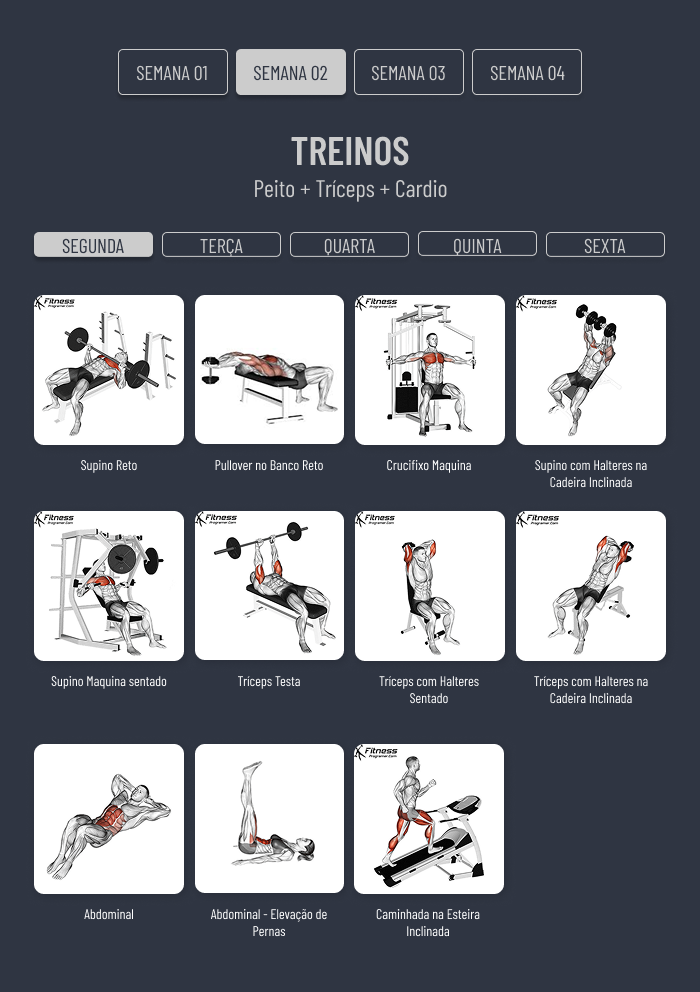 SEMANA 01
SEMANA 02
SEMANA 03
SEMANA 04
TREINOS
Peito + Tríceps + Cardio
SEGUNDA
TERÇA
QUARTA
QUINTA
SEXTA
Fitness
Programer.Com
Fitness
Programer.Com
Fitness
Programer.Com
Supino Reto
Pullover no Banco Reto
Crucifixo Maquina
Supino com Halteres na
Cadeira Inclinada
Fitness
Programer.Com
Fitness
Programer.Com
Fitness
Programer.Com
Fitness
Programer.Com
Supino Maquina sentado
Tríceps Testa
Tríceps com Halteres
Sentado
Tríceps com Halteres na
Cadeira Inclinada
Fitness
Programer.Com
Abdominal
Abdominal - Elevação de
Pernas
Caminhada na Esteira
Inclinada